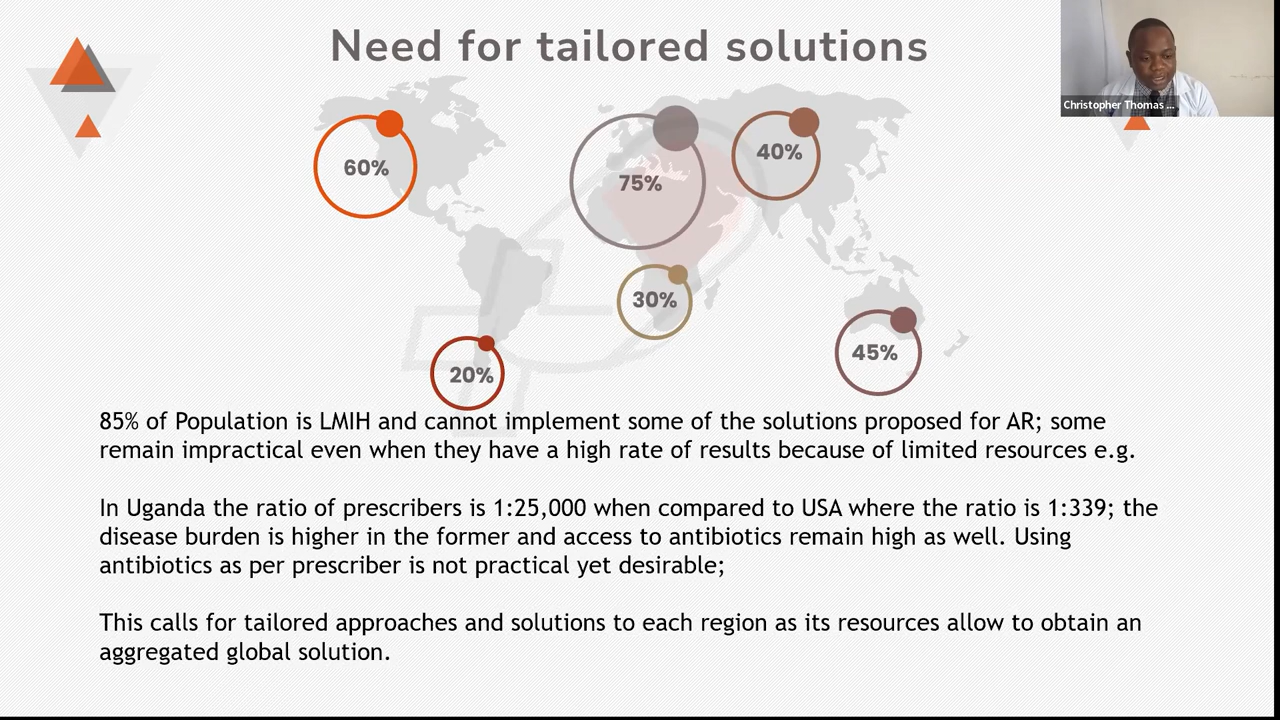 Need for tailored solutions
Christopher Thomas ...
60%
75%
40%
30%
20%
45%
85% of Population is LMIH and cannot implement some of the solutions proposed for AR; some
remain impractical even when they have a high rate of results because of limited resources e.g.
In Uganda the ratio of prescribers is 1:25,000 when compared to USA where the ratio is 1:339; the
disease burden is higher in the former and access to antibiotics remain high as well. Using
antibiotics as per prescriber is not practical yet desirable;
This calls for tailored approaches and solutions to each region as its resources allow to obtain an
aggregated global solution.